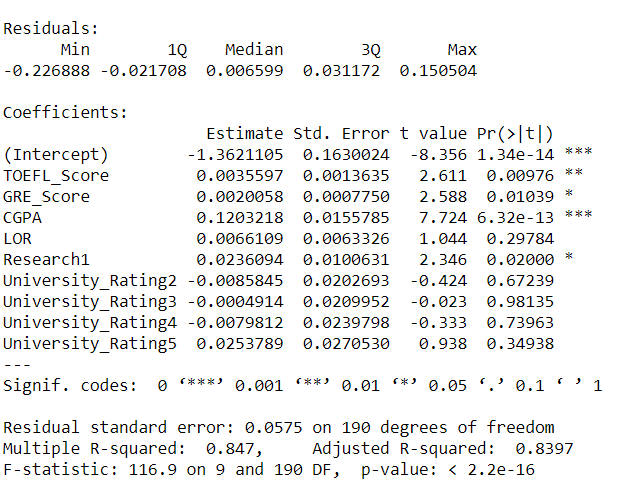 Residuals:
      Min        1Q    Median        3Q       Max
-0.226888 -0.021708  0.006599  0.031172  0.150504

Coefficients:
                     Estimate Std. Error t value Pr(>|t|)
(Intercept)        -1.3621105  0.1630024  -8.356 1.34e-14 ***
TOEFL_Score         0.0035597  0.0013635   2.611  0.00976 **
GRE_Score           0.0020058  0.0007750   2.588  0.01039 *
CGPA                0.1203218  0.0155785   7.724 6.32e-13 ***
LOR                 0.0066109  0.0063326   1.044  0.29784
Research1           0.0236094  0.0100631   2.346  0.02000 *
University_Rating2 -0.0085845  0.0202693  -0.424  0.67239
University_Rating3 -0.0004914  0.0209952  -0.023  0.98135
University_Rating4 -0.0079812  0.0239798  -0.333  0.73963
University_Rating5  0.0253789  0.0270530   0.938  0.34938
---
Signif. codes:  0 ‘***’ 0.001 ‘**’ 0.01 ‘*’ 0.05 ‘.’ 0.1 ‘ ’ 1

Residual standard error: 0.0575 on 190 degrees of freedom
Multiple R-squared:  0.847,     Adjusted R-squared:  0.8397
F-statistic: 116.9 on 9 and 190 DF,  p-value: < 2.2e-16